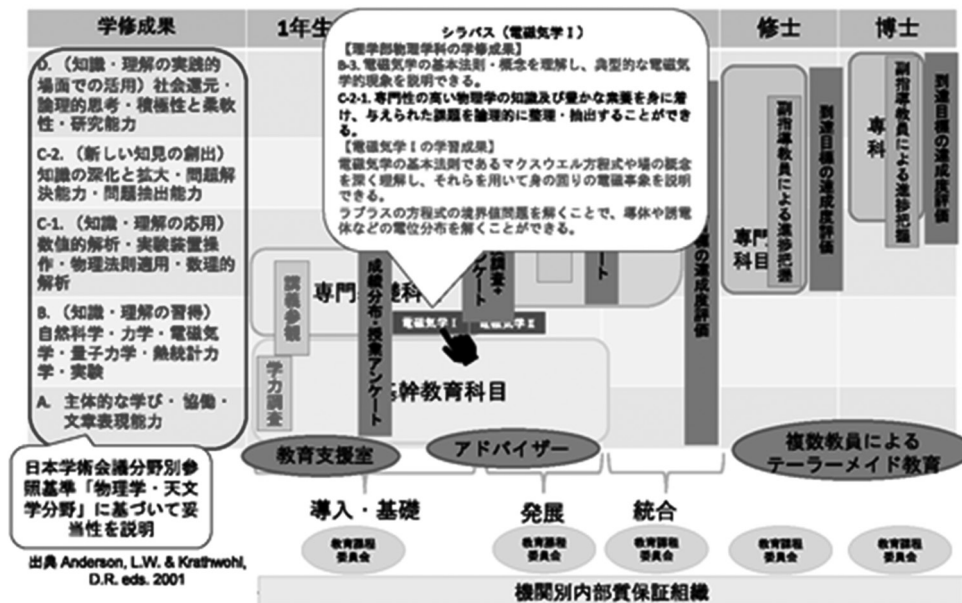 学修成果
1年生
修士
博士
D. （知識・理解の実践的
場面での活用）社会還元・
論理的思考・積極性と柔軟
性・研究能力
C-2. （新しい知見の創出）
知識の深化と拡大・問題解
決能力・問題抽出能力
C-1. （知識・理解の応用）
数値的解析・実験装置操
作・物理法則適用・数理的
解析
B. （知識・理解の習得）
自然科学・力学・電磁気
学・量子力学・熱統計力
学・実験
A. 主体的な学び・協働・
文章表現能力
シラバス（電磁気学Ⅰ）
【理学部物理学科の学修成果】
B-3. 電磁気学の基本法則・概念を理解し、典型的な電磁気
学的現象を説明できる。
C-2-1. 専門性の高い物理学の知識及び豊かな素養を身に着
け、与えられた課題を論理的に整理・抽出することができ
る。
【電磁気学Ⅰの学習成果】
電磁気学の基本法則であるマクスウエル方程式や場の概念
を深く理解し、それらを用いて身の回りの電磁事象を説明
できる。
ラプラスの方程式の境界値問題を解くことで、導体や誘電
体などの電位分布を解くことができる。
講義参観
専門
礎科
成績分布・授業アンケート
調査・
ケート
ート
標の達成度評価
電磁気学Ⅰ
電磁気学Ⅱ
学力調査
幹教育科目
専門
科目
副指導教員による進捗把握
到達目標の達成度評価
専
科
副指導教員による進捗把握
到達目標の達成度評価
教育支援室
アドバイザー
複数教員による
テーラーメイド教育
日本学術会議分野別参
照基準「物理学・天文
学分野」に基づいて妥
当性を説明
導入・基礎
発展
統合
教育課程
委員会
教育課程
委員会
教育課程
委員会
教育課程
委員会
教育課程
委員会
出典 Anderson, L.W. & Krathwohl,
D.R. eds. 2001
機関別内部質保証組織